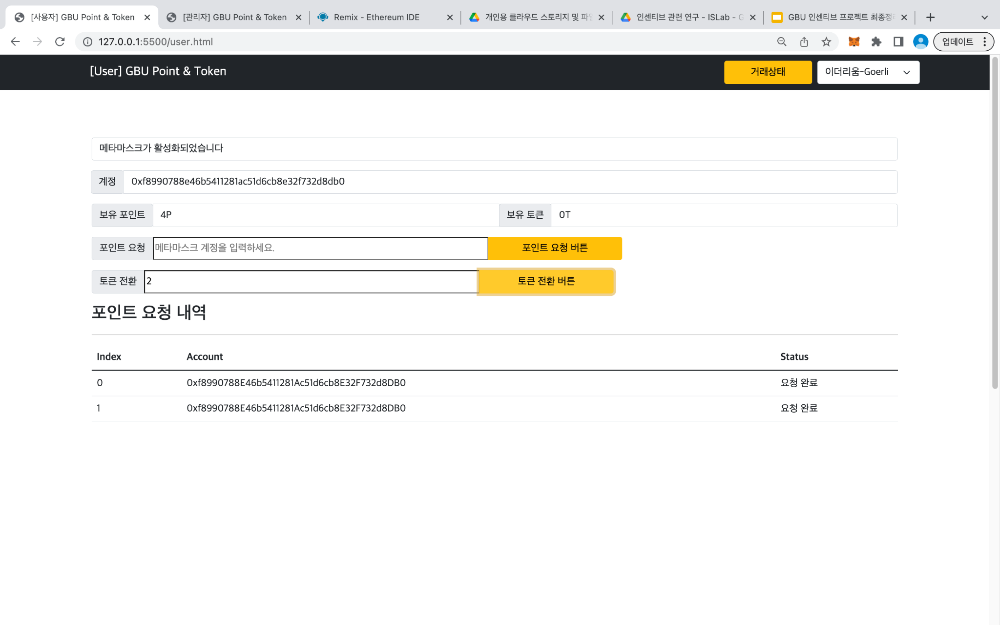 [사용자] GBU Point & Token
[관리자] GBU Point & Token
Remix - Ethereum IDE
개인용 클라우드 스토리지 및 파일
인센티브 관련 연구 - ISLab - G
GBU 인센티브 프로젝트 최종정리
127.0.0.1:5500/user.html
업데이트
[User] GBU Point & Token
거래상태
이더리움-Goerli
메타마스크가 활성화되었습니다
계정 0xf8990788e46b5411281ac51d6cb8e32f732d8db0
보유 포인트 4P 보유 토큰 0T
포인트 요청 메타마스크 계정을 입력하세요. 포인트 요청 버튼
토큰 전환 2 토큰 전환 버튼
포인트 요청 내역
Index Account Status
0 0xf8990788E46b5411281Ac51d6cb8E32F732d8DB0 요청 완료
1 0xf8990788E46b5411281Ac51d6cb8E32F732d8DB0 요청 완료